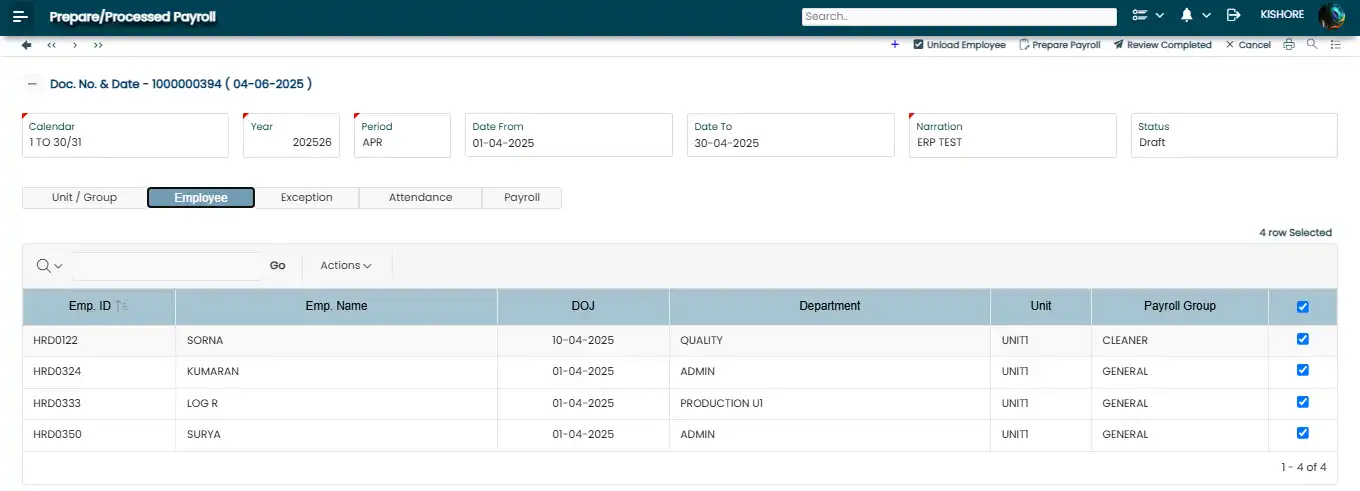 Prepare/Processed Payroll
Search..
KISHORE
<< > >>
+ Unload Employee Prepare Payroll Review Completed Cancel
Doc. No. & Date - 1000000394 ( 04-06-2025 )
Calendar Year Period Date From Date To Narration Status
1 TO 30/31 202526 APR 01-04-2025 30-04-2025 ERP TEST Draft
Unit / Group Employee Exception Attendance Payroll
4 row Selected
Go Actions
Emp. ID Emp. Name DOJ Department Unit Payroll Group
HRD0122 SORNA 10-04-2025 QUALITY UNIT1 CLEANER
HRD0324 KUMARAN 01-04-2025 ADMIN UNIT1 GENERAL
HRD0333 LOG R 01-04-2025 PRODUCTION U1 UNIT1 GENERAL
HRD0350 SURYA 01-04-2025 ADMIN UNIT1 GENERAL
1 - 4 of 4